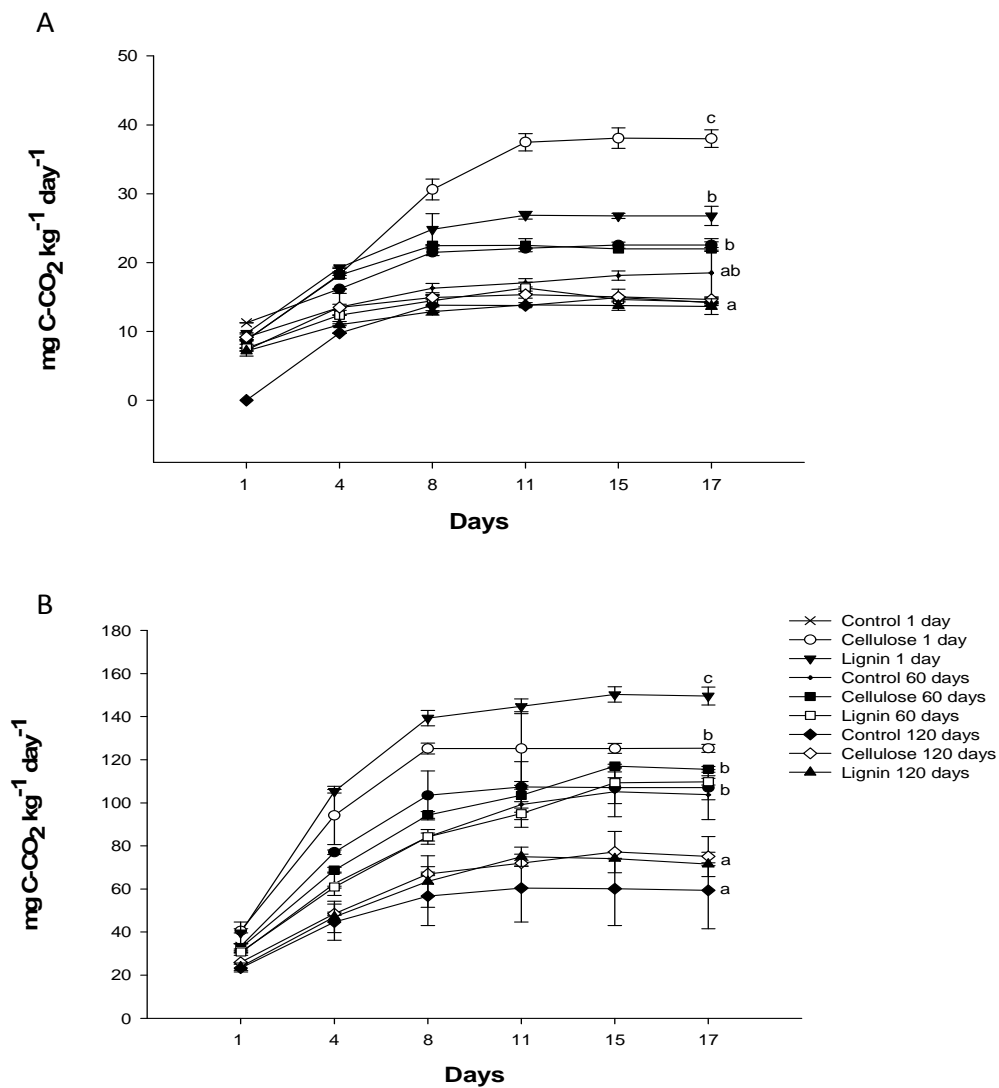 A
50
40
30
20
10
0
mg C-CO2 kg-1 day-1
c
b
b
ab
a
1 4 8 11 15 17
Days
B
180
160
140
120
100
80
60
40
20
0
mg C-CO2 kg-1 day-1
c
b
b
b
a
a
1 4 8 11 15 17
Days
Control 1 day
Cellulose 1 day
Lignin 1 day
Control 60 days
Cellulose 60 days
Lignin 60 days
Control 120 days
Cellulose 120 days
Lignin 120 days